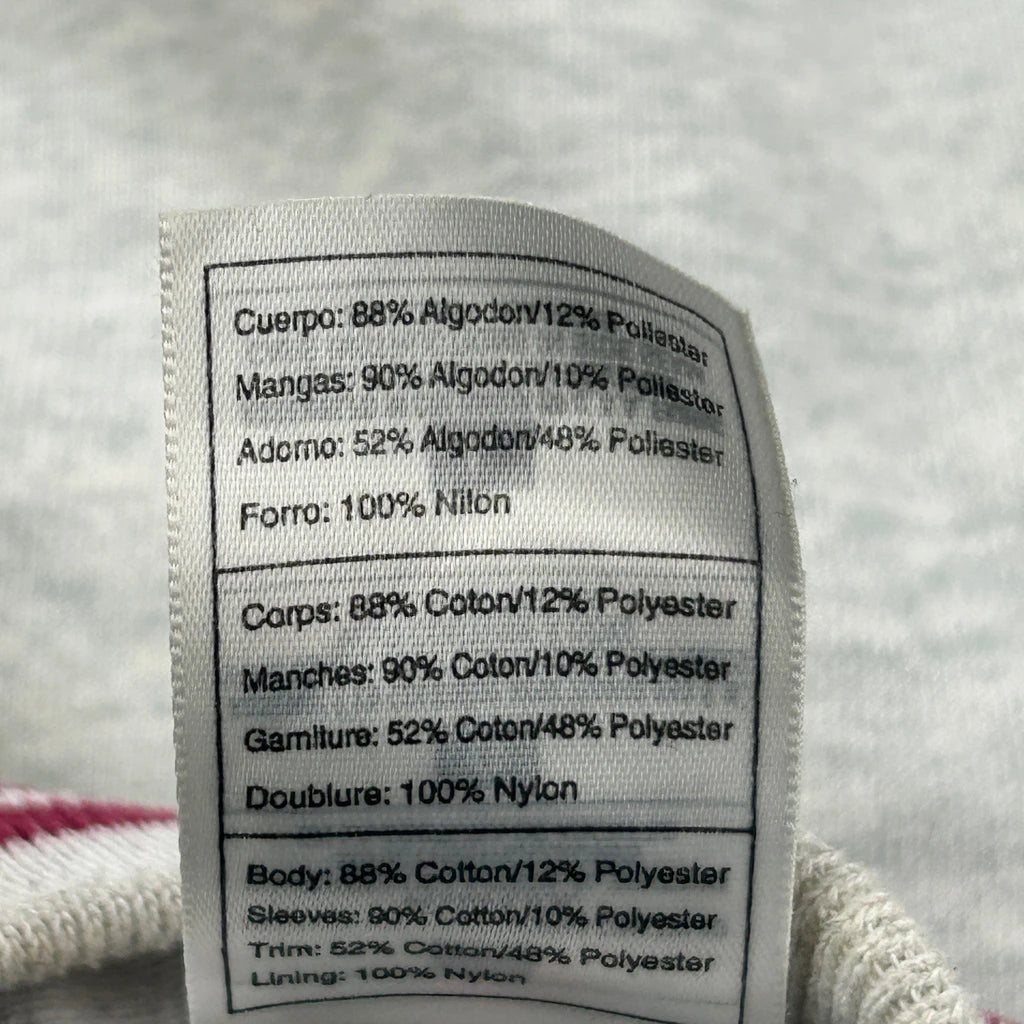 Cuerpo: 88% Algodon/12% Poliester
Mangas: 90% Algodon/10% Poliester
Adorno: 52% Algodon/48% Poliester
Forro: 100% Nilon
Corps: 88% Coton/12% Polyester
Manches: 90% Coton/10% Polyester
Garniture: 52% Coton/48% Polyester
Doublure: 100% Nylon
Body: 88% Cotton/12% Polyester
Sleeves: 90% Cotton/10% Polyester
Trim: 52% Cotton/48% Polyester
Lining: 100% Nylon